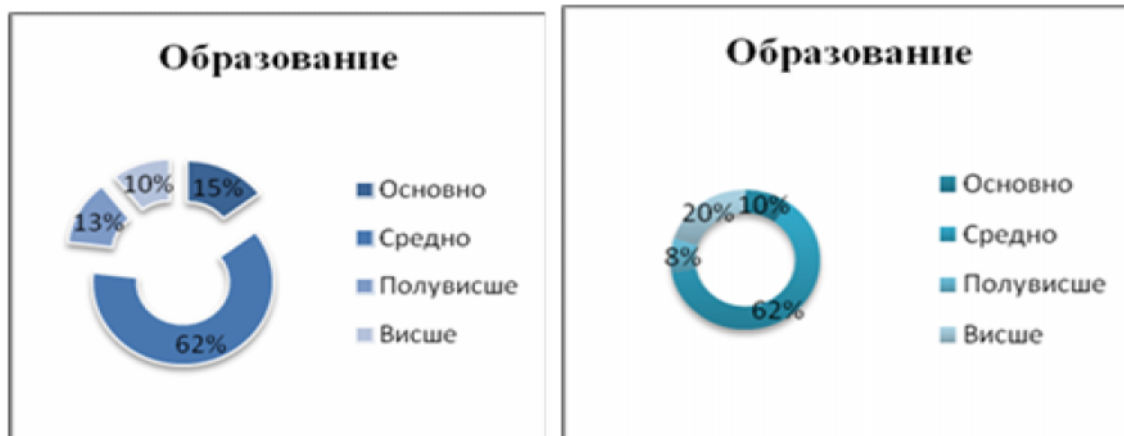 Образование
10%
15%
13%
62%
Основно
Средно
Полувисше
Висше
Образование
20%
10%
8%
62%
Основно
Средно
Полувисше
Висше